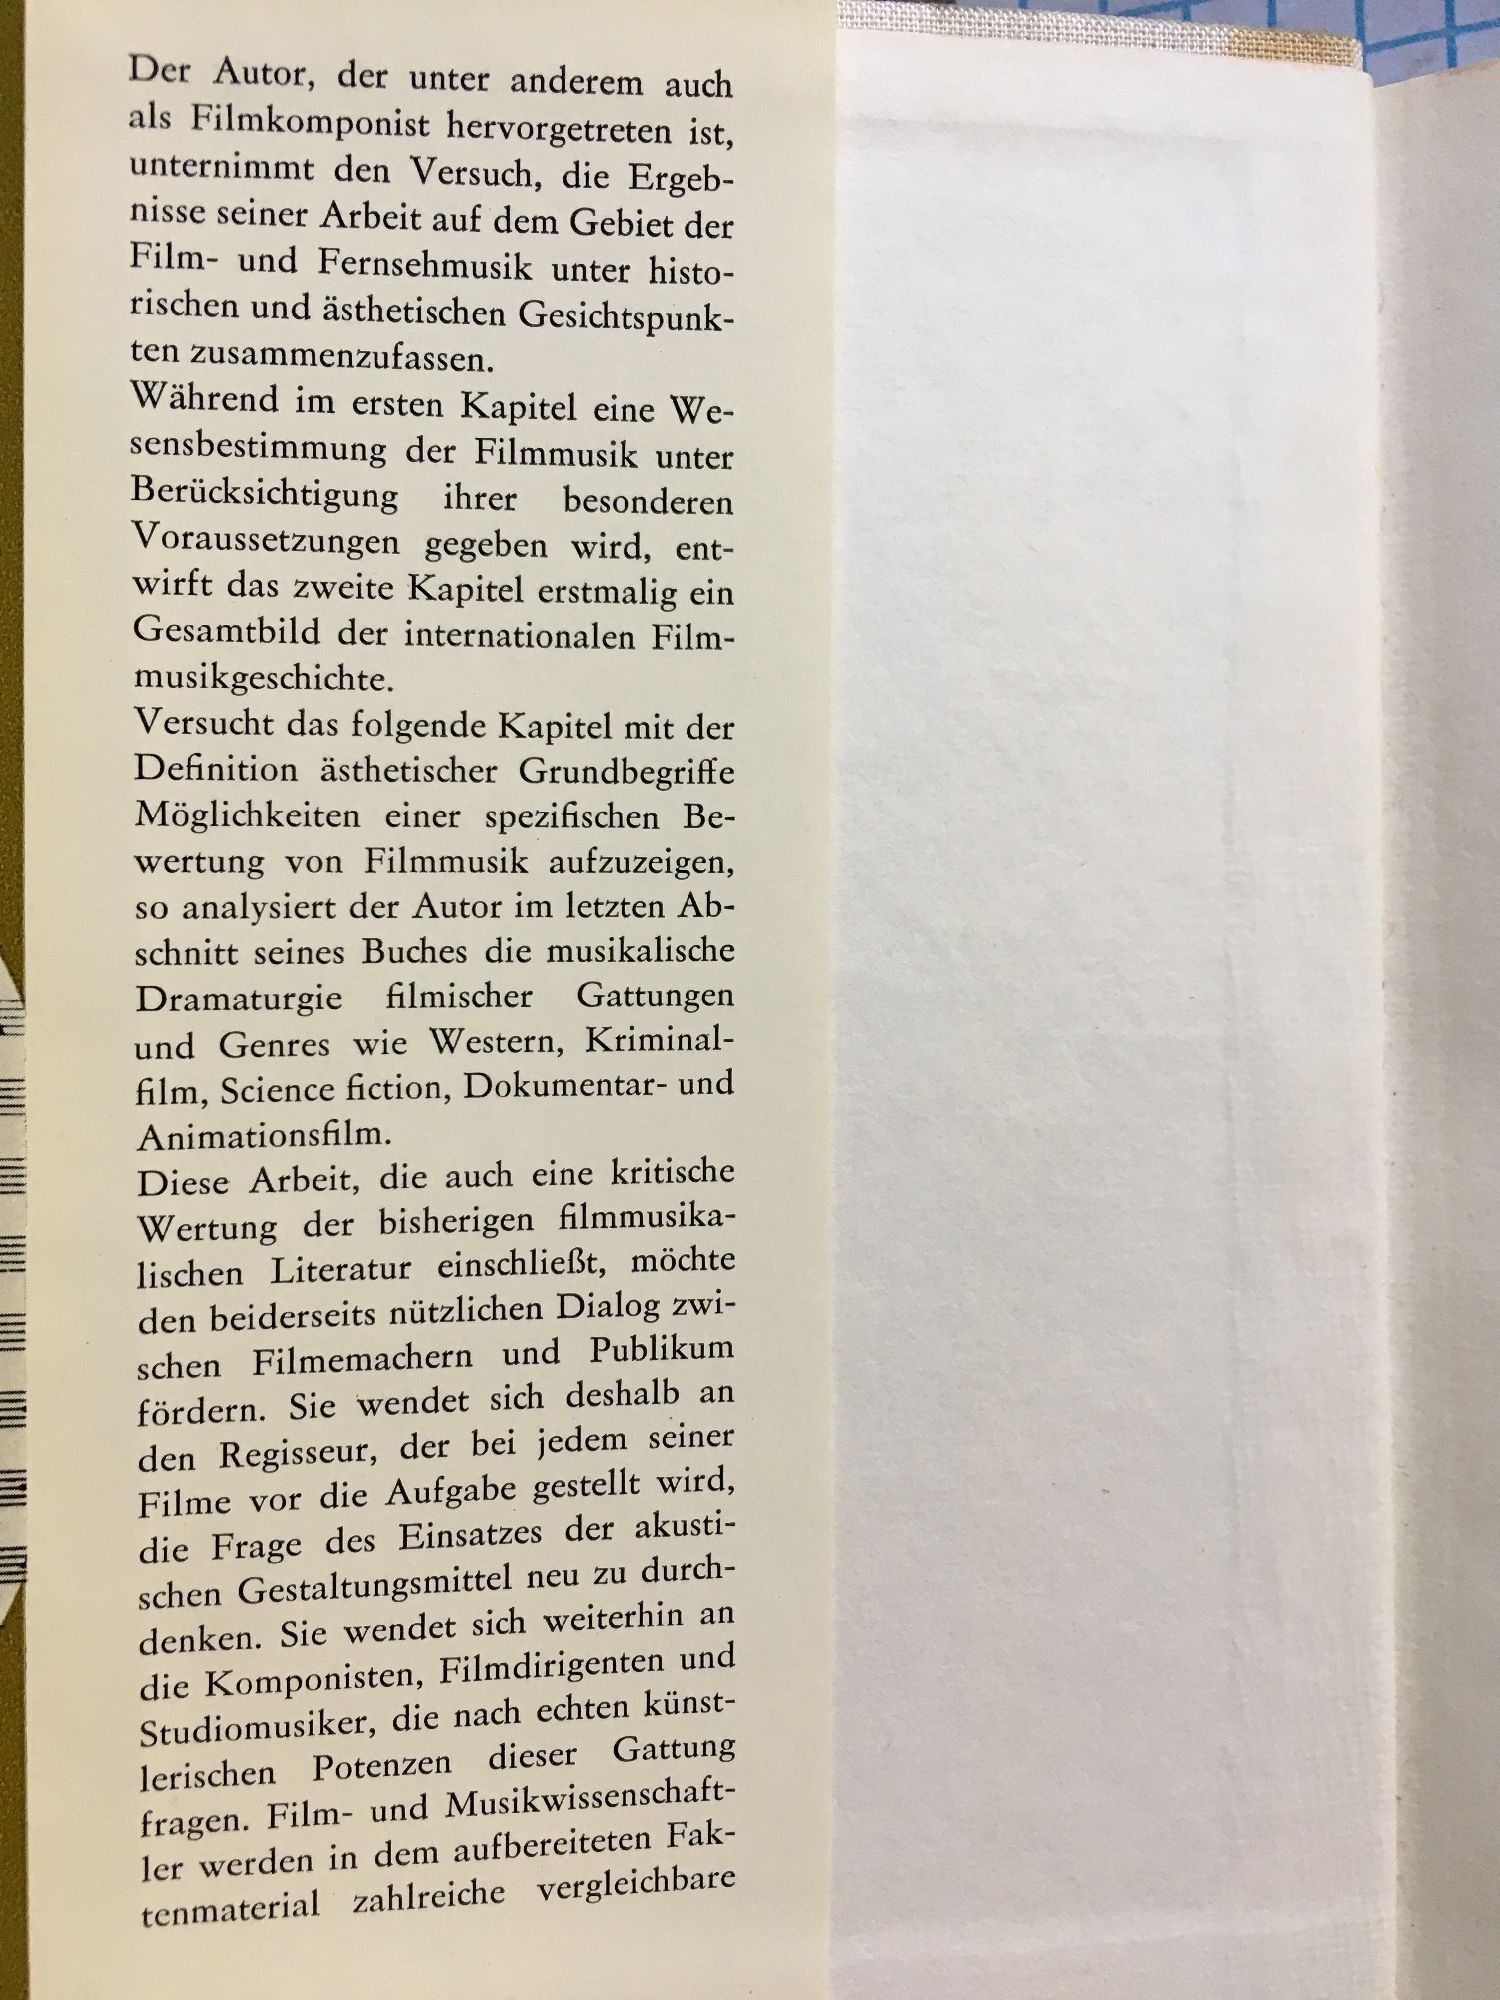 Der Autor, der unter anderem auch
als Filmkomponist hervorgetreten ist,
unternimmt den Versuch, die Ergeb-
nisse seiner Arbeit auf dem Gebiet der
Film- und Fernsehmusik unter histo-
rischen und ästhetischen Gesichtspunk-
ten zusammenzufassen.
Während im ersten Kapitel eine We-
sensbestimmung der Filmmusik unter
Berücksichtigung ihrer besonderen
Voraussetzungen gegeben wird, ent-
wirft das zweite Kapitel erstmalig ein
Gesamtbild der internationalen Film-
musikgeschichte.
Versucht das folgende Kapitel mit der
Definition ästhetischer Grundbegriffe
Möglichkeiten einer spezifischen Be-
wertung von Filmmusik aufzuzeigen,
so analysiert der Autor im letzten Ab-
schnitt seines Buches die musikalische
Dramaturgie filmischer Gattungen
und Genres wie Western, Kriminal-
film, Science fiction, Dokumentar- und
Animationsfilm.
Diese Arbeit, die auch eine kritische
Wertung der bisherigen filmmusika-
lischen Literatur einschließt, möchte
den beiderseits nützlichen Dialog zwi-
schen Filmemachern und Publikum
fördern. Sie wendet sich deshalb an
den Regisseur, der bei jedem seiner
Filme vor die Aufgabe gestellt wird,
die Frage des Einsatzes der akusti-
schen Gestaltungsmittel neu zu durch-
denken. Sie wendet sich weiterhin an
die Komponisten, Filmdirigenten und
Studiomusiker, die nach echten künst-
lerischen Potenzen dieser Gattung
fragen. Film- und Musikwissenschaft-
ler werden in dem aufbereiteten Fak-
tenmaterial zahlreiche vergleichbare